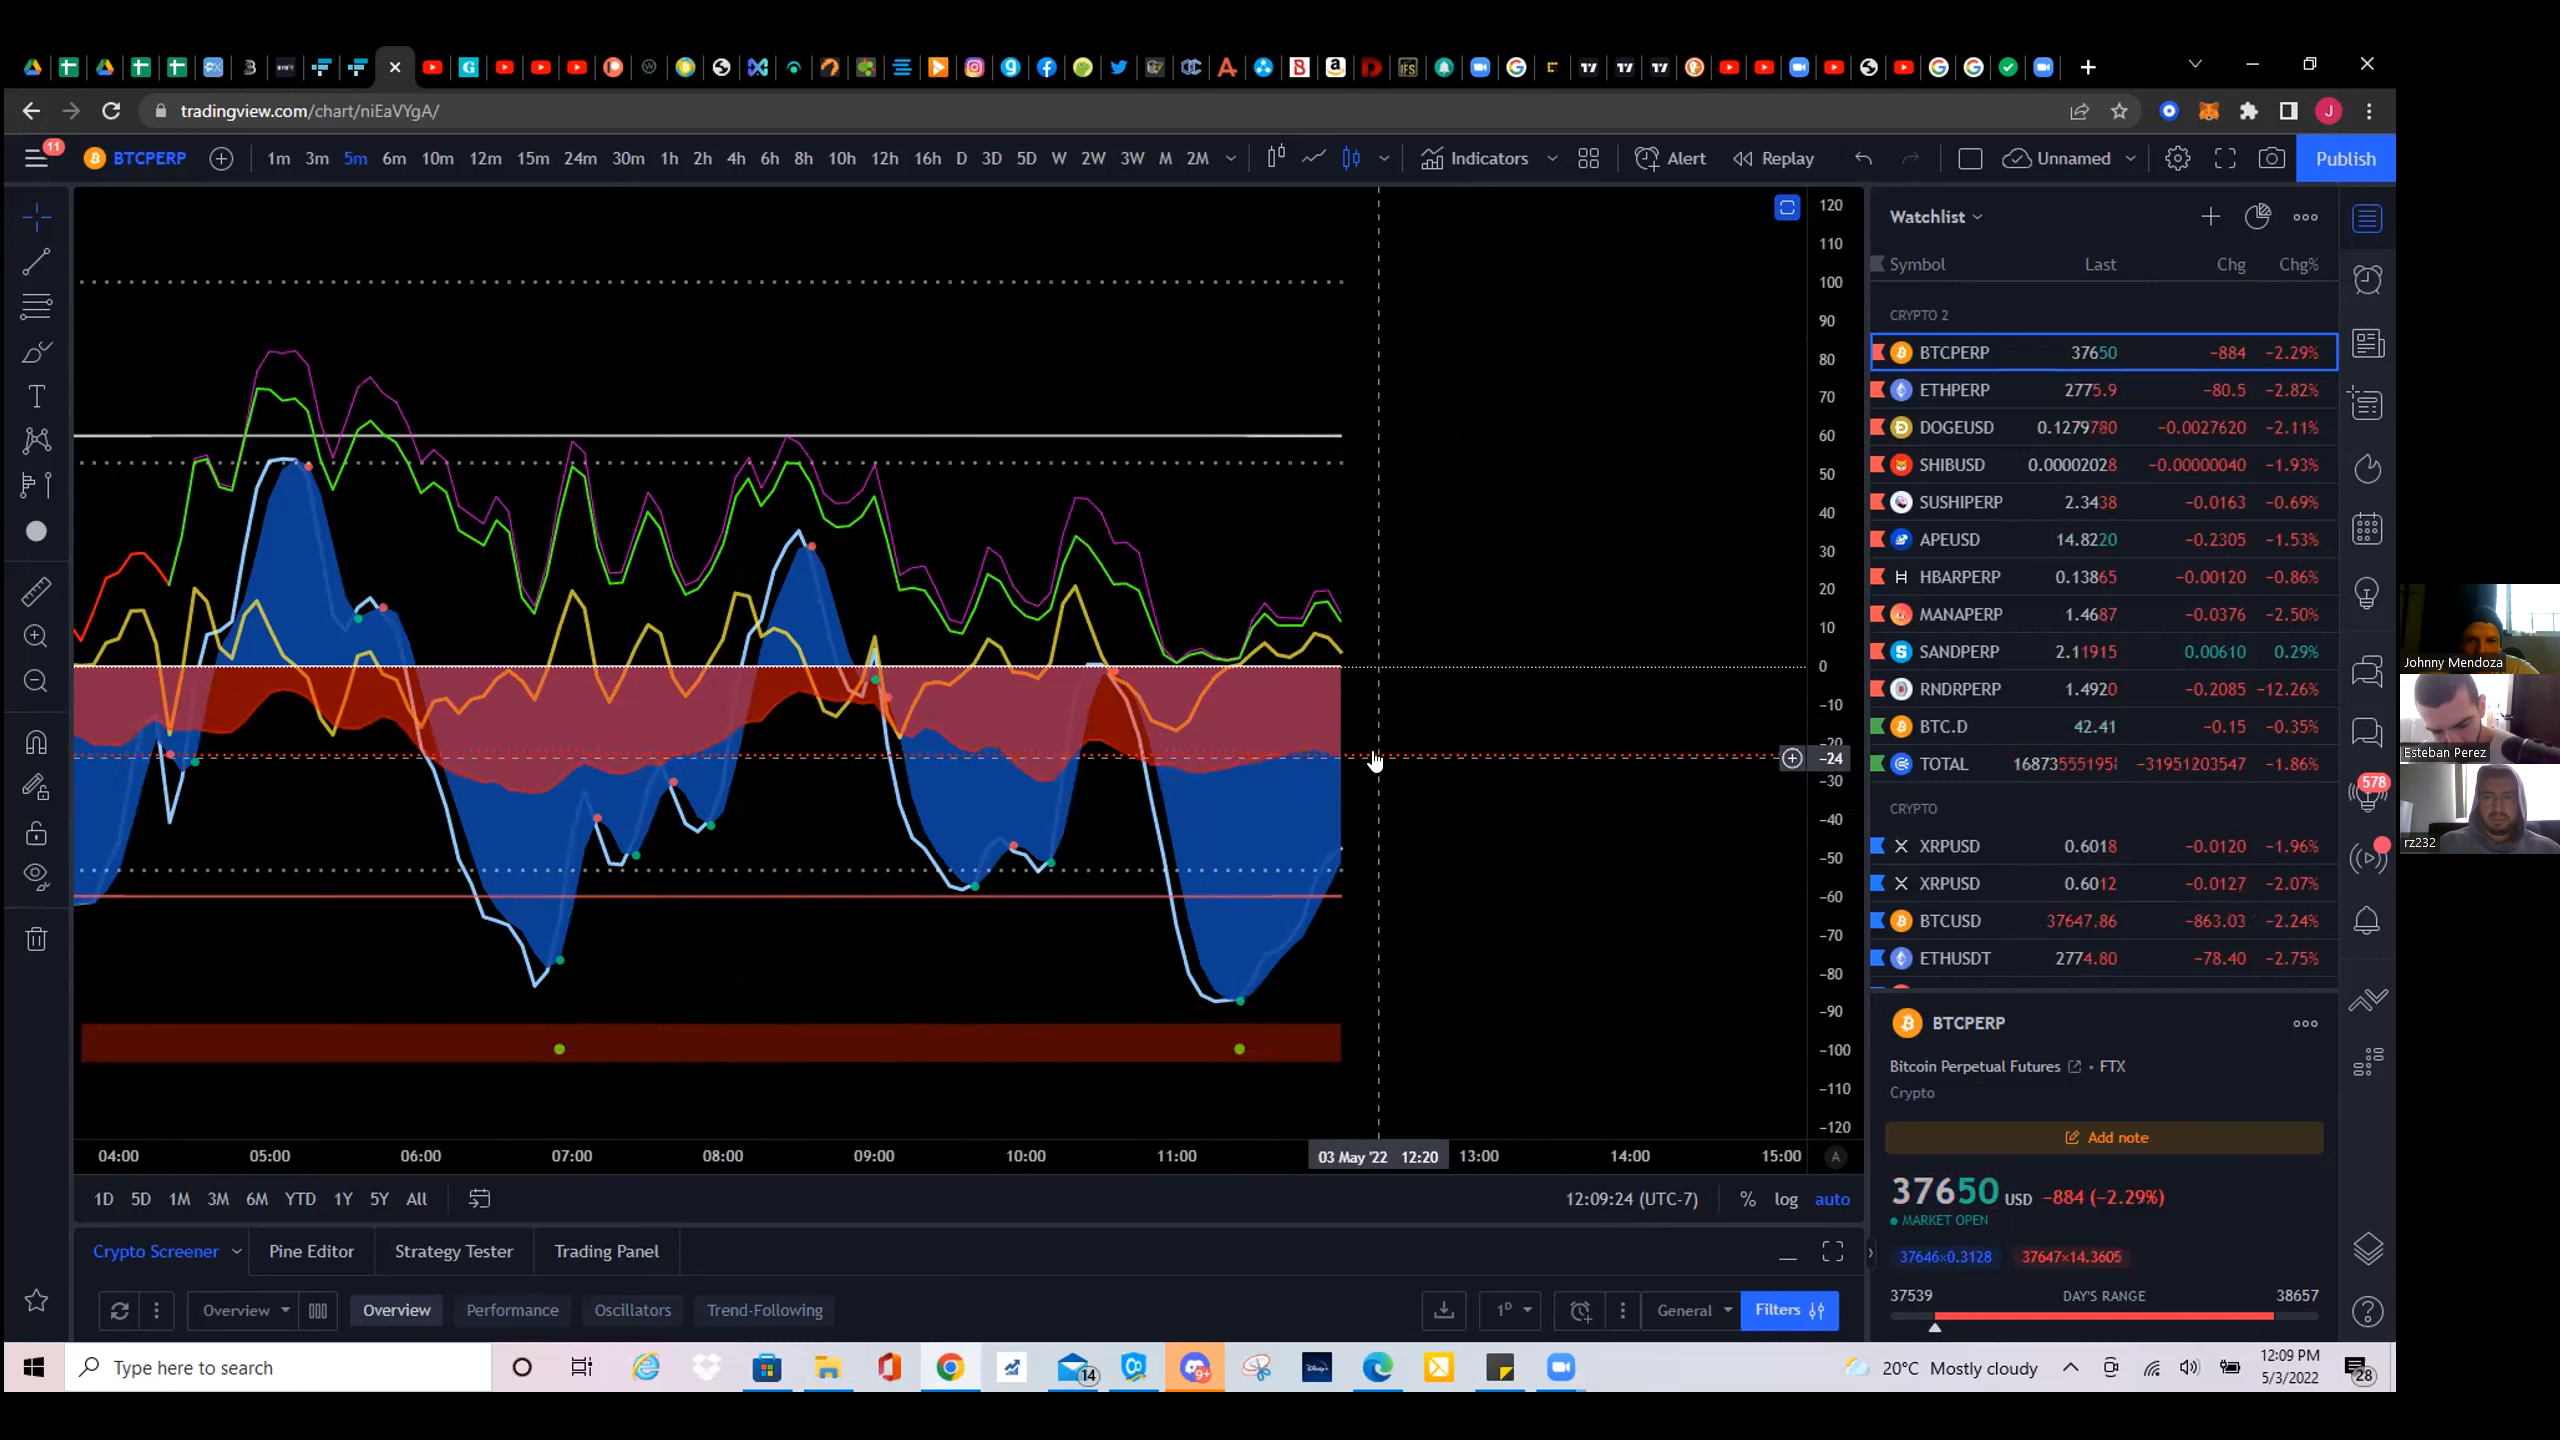 tradingview.com/chart/niEaVYgA/
11
BTCPERP 1m 3m 5m 6m 10m 12m 15m 24m 30m 1h 2h 4h 6h 8h 10h 12h 16h D 3D 5D W 2W 3W M 2M Indicators Alert Replay Unnamed Publish
120
110
100
90
80
70
60
50
40
30
20
10
0
-10
-20
-24
-30
-40
-50
-60
-70
-80
-90
-100
-110
-120
04:00 05:00 06:00 07:00 08:00 09:00 10:00 11:00 03 May '22 12:20 13:00 14:00 15:00 A
1D 5D 1M 3M 6M YTD 1Y 5Y All 12:09:24 (UTC-7) % log auto
Crypto Screener Pine Editor Strategy Tester Trading Panel
Overview Overview Performance Oscillators Trend-Following 1D General Filters
Watchlist
Symbol Last Chg Chg%
CRYPTO 2
BTCPERP 37650 -884 -2.29%
ETHPERP 2775.9 -80.5 -2.82%
DOGEUSD 0.1279780 -0.0027620 -2.11%
SHIBUSD 0.00002028 -0.00000040 -1.93%
SUSHIPERP 2.3438 -0.0163 -0.69%
APEUSD 14.8220 -0.2305 -1.53%
HBARPERP 0.13865 -0.00120 -0.86%
MANAPERP 1.4687 -0.0376 -2.50%
SANDPERP 2.11915 0.00610 0.29%
RNDRPERP 1.4920 -0.2085 -12.26%
BTC.D 42.41 -0.15 -0.35%
TOTAL 168735551958 -31951203547 -1.86%
CRYPTO
XRPUSD 0.6018 -0.0120 -1.96%
XRPUSD 0.6012 -0.0127 -2.07%
BTCUSD 37647.86 -863.03 -2.24%
ETHUSDT 2774.80 -78.40 -2.75%
BTCPERP
Bitcoin Perpetual Futures • FTX
Crypto
Add note
37650 USD -884 (-2.29%)
MARKET OPEN
37646×0.3128 37647×14.3605
37539 DAY'S RANGE 38657
578
Johnny Mendoza
Esteban Perez
rz232
Type here to search
14
9+
20°C Mostly cloudy
12:09 PM
5/3/2022
28